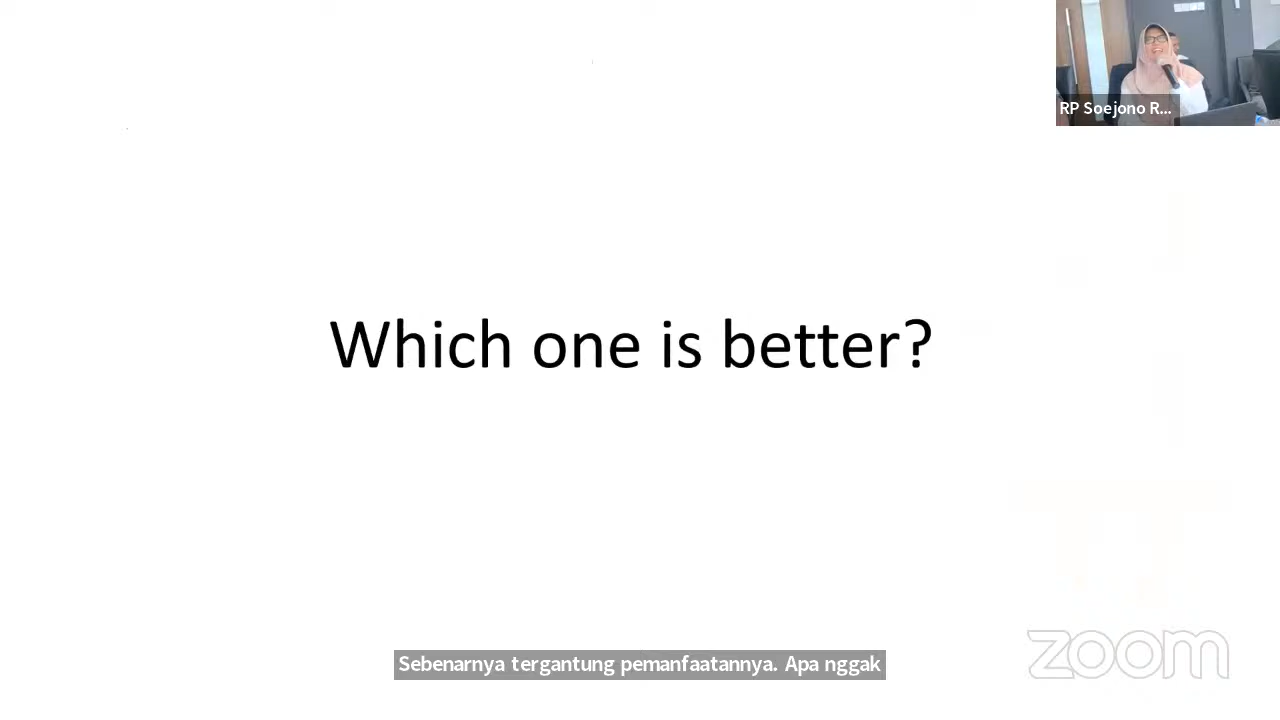 RP Soejono R...
Which one is better?
Sebenarnya tergantung pemanfaatannya. Apa nggak
zoom